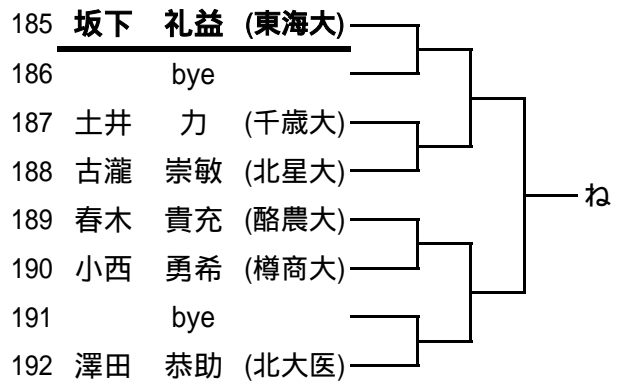 185 坂下 礼益 (東海大)
186 bye
187 土井 力 (千歳大)
188 古瀧 崇敏 (北星大)
ね
189 春木 貴充 (酪農大)
190 小西 勇希 (樽商大)
191 bye
192 澤田 恭助 (北大医)